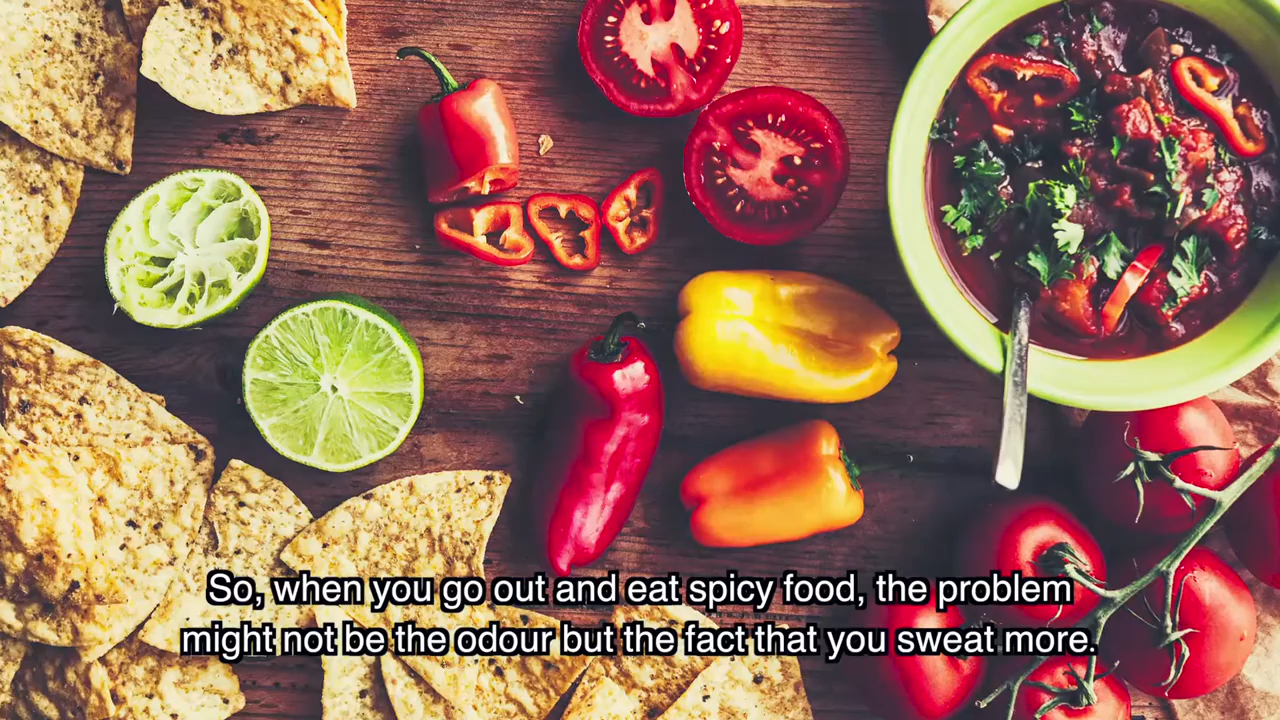 So, when you go out and eat spicy food, the problem
might not be the odour but the fact that you sweat more.